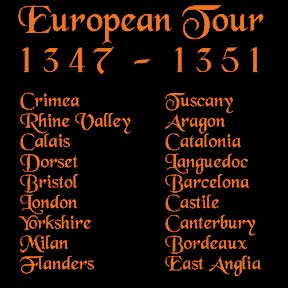 European Tour
1347 - 1351
Crimea
Rhine Valley
Calais
Dorset
Bristol
London
Yorkshire
Milan
Flanders
Tuscany
Aragon
Catalonia
Languedoc
Barcelona
Castile
Canterbury
Bordeaux
East Anglia